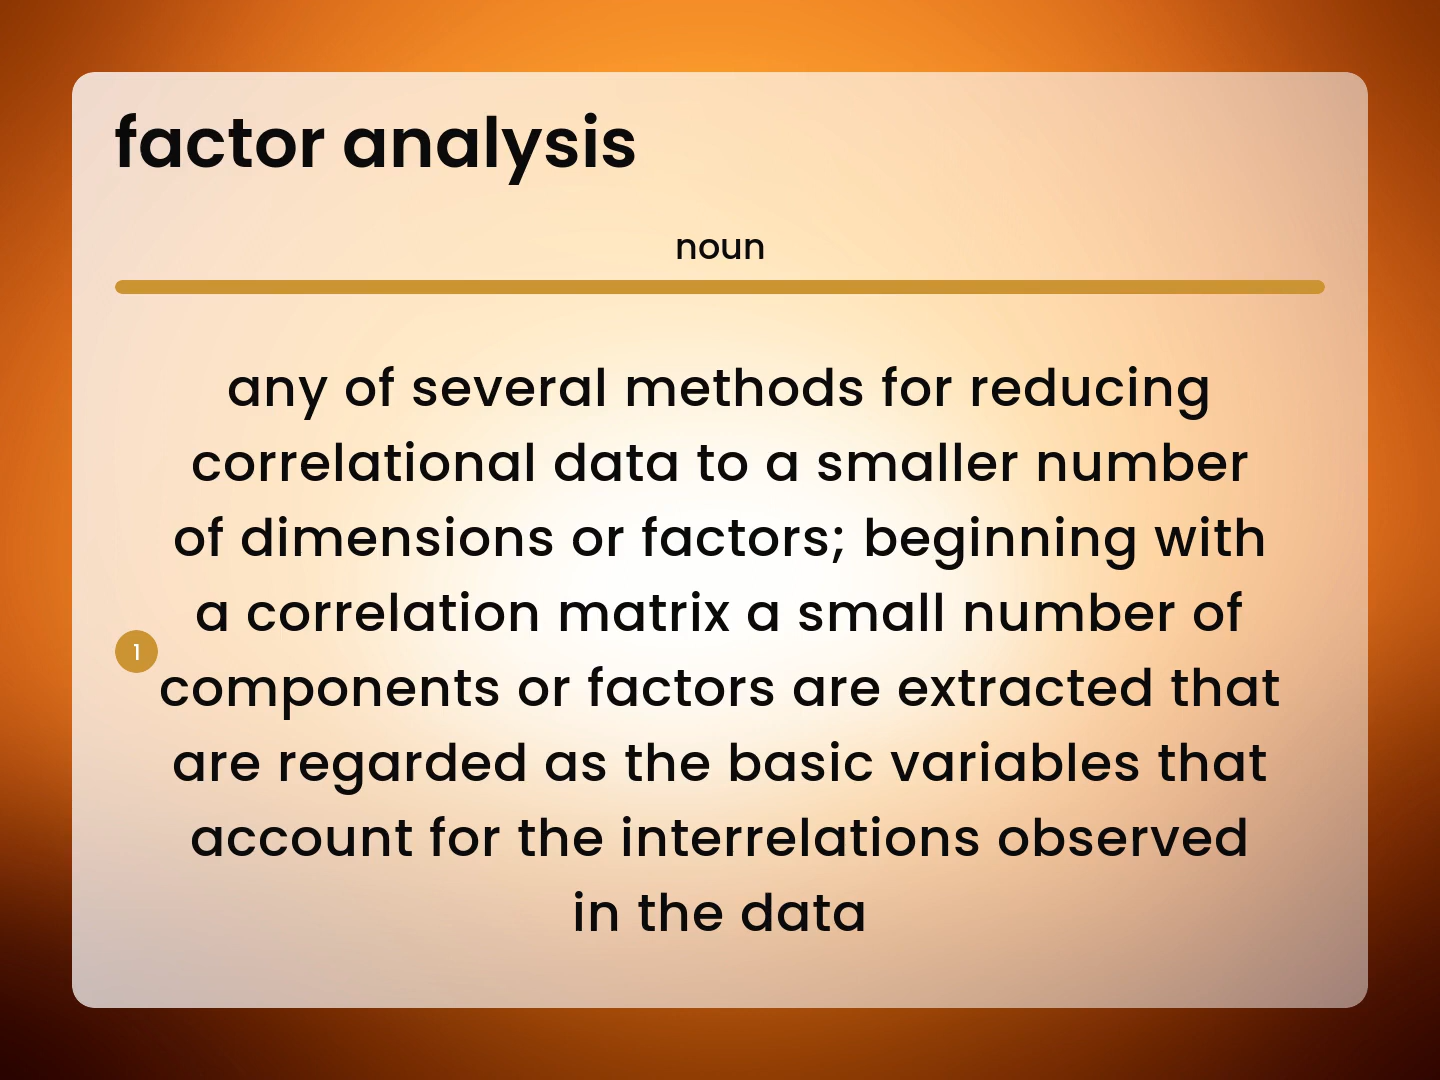 factor analysis
noun
any of several methods for reducing
correlational data to a smaller number
of dimensions or factors; beginning with
a correlation matrix a small number of
1
components or factors are extracted that
are regarded as the basic variables that
account for the interrelations observed
in the data